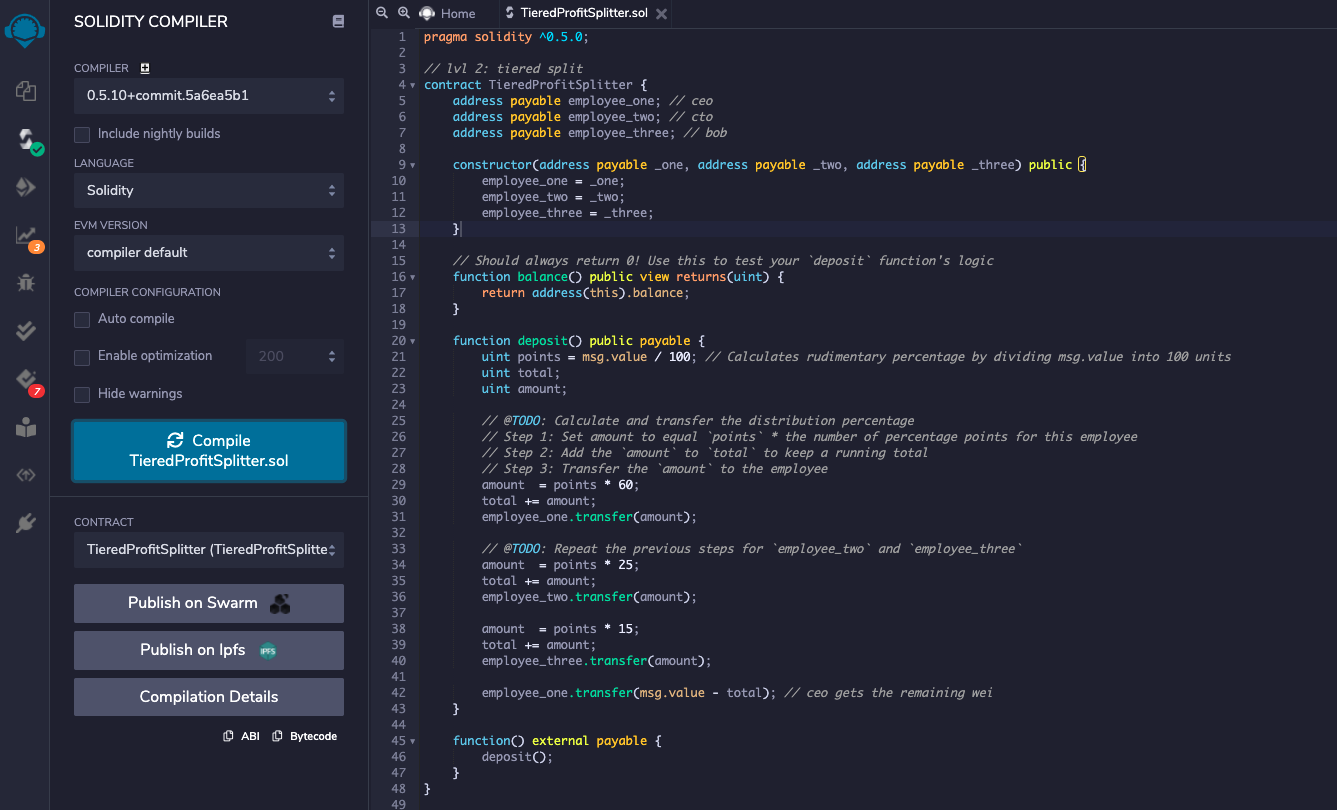 SOLIDITY COMPILER
COMPILER
0.5.10+commit.5a6ea5b1
Include nightly builds
LANGUAGE
Solidity
EVM VERSION
compiler default
COMPILER CONFIGURATION
Auto compile
Enable optimization
200
Hide warnings
Compile
TieredProfitSplitter.sol
CONTRACT
TieredProfitSplitter (TieredProfitSplitte
Publish on Swarm
Publish on Ipfs
IPFS
Compilation Details
ABI
Bytecode
3
7
Home
TieredProfitSplitter.sol
1 pragma solidity ^0.5.0;
2
3 // lvl 2: tiered split
4 contract TieredProfitSplitter {
5 address payable employee_one; // ceo
6 address payable employee_two; // cto
7 address payable employee_three; // bob
8
9 constructor(address payable _one, address payable _two, address payable _three) public {
10 employee_one = _one;
11 employee_two = _two;
12 employee_three = _three;
13 }
14
15 // Should always return 0! Use this to test your `deposit` function's logic
16 function balance() public view returns(uint) {
17 return address(this).balance;
18 }
19
20 function deposit() public payable {
21 uint points = msg.value / 100; // Calculates rudimentary percentage by dividing msg.value into 100 units
22 uint total;
23 uint amount;
24
25 // @TODO: Calculate and transfer the distribution percentage
26 // Step 1: Set amount to equal `points` * the number of percentage points for this employee
27 // Step 2: Add the `amount` to `total` to keep a running total
28 // Step 3: Transfer the `amount` to the employee
29 amount  = points * 60;
30 total += amount;
31 employee_one.transfer(amount);
32
33 // @TODO: Repeat the previous steps for `employee_two` and `employee_three`
34 amount  = points * 25;
35 total += amount;
36 employee_two.transfer(amount);
37
38 amount  = points * 15;
39 total += amount;
40 employee_three.transfer(amount);
41
42 employee_one.transfer(msg.value - total); // ceo gets the remaining wei
43 }
44
45 function() external payable {
46 deposit();
47 }
48 }
49